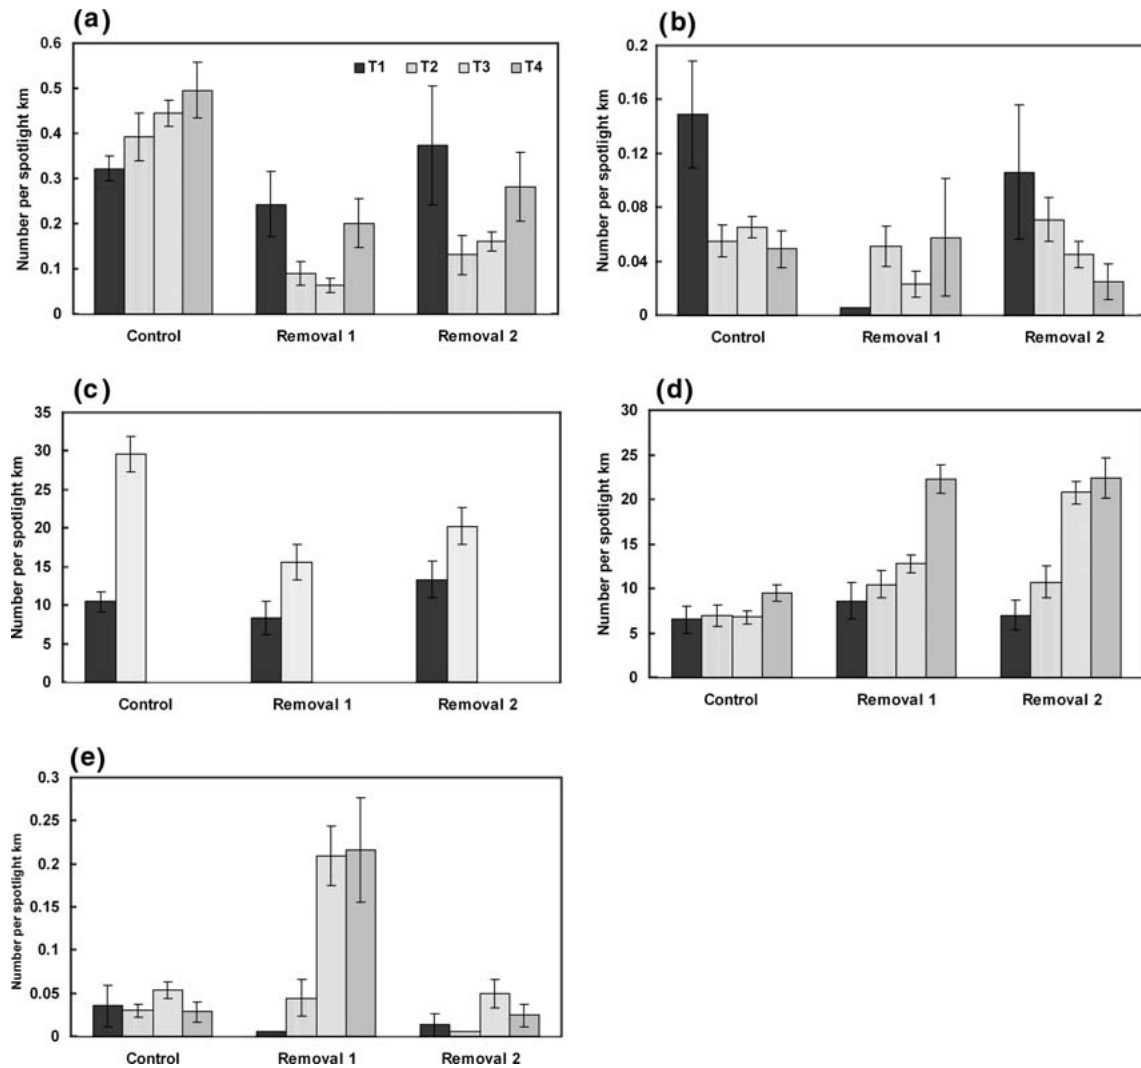 (a)
Number per spotlight km
0.6
0.5
0.4
0.3
0.2
0.1
0
T1 T2 T3 T4
Control Removal 1 Removal 2
(b)
Number per spotlight km
0.2
0.16
0.12
0.08
0.04
0
Control Removal 1 Removal 2
(c)
Number per spotlight km
35
30
25
20
15
10
5
0
Control Removal 1 Removal 2
(d)
Number per spotlight km
30
25
20
15
10
5
0
Control Removal 1 Removal 2
(e)
Number per spotlight km
0.3
0.25
0.2
0.15
0.1
0.05
0
Control Removal 1 Removal 2